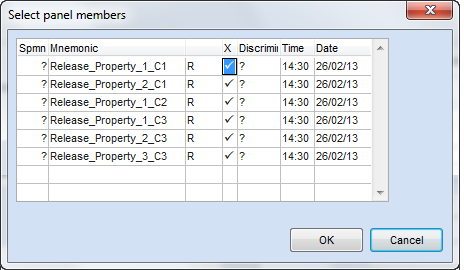 Select panel members
Spmn Mnemonic X Discrimin Time Date
? Release_Property_1_C1 R ✓ ? 14:30 26/02/13
? Release_Property_2_C1 R ✓ ? 14:30 26/02/13
? Release_Property_1_C2 R ✓ ? 14:30 26/02/13
? Release_Property_1_C3 R ✓ ? 14:30 26/02/13
? Release_Property_2_C3 R ✓ ? 14:30 26/02/13
? Release_Property_3_C3 R ✓ ? 14:30 26/02/13
OK Cancel